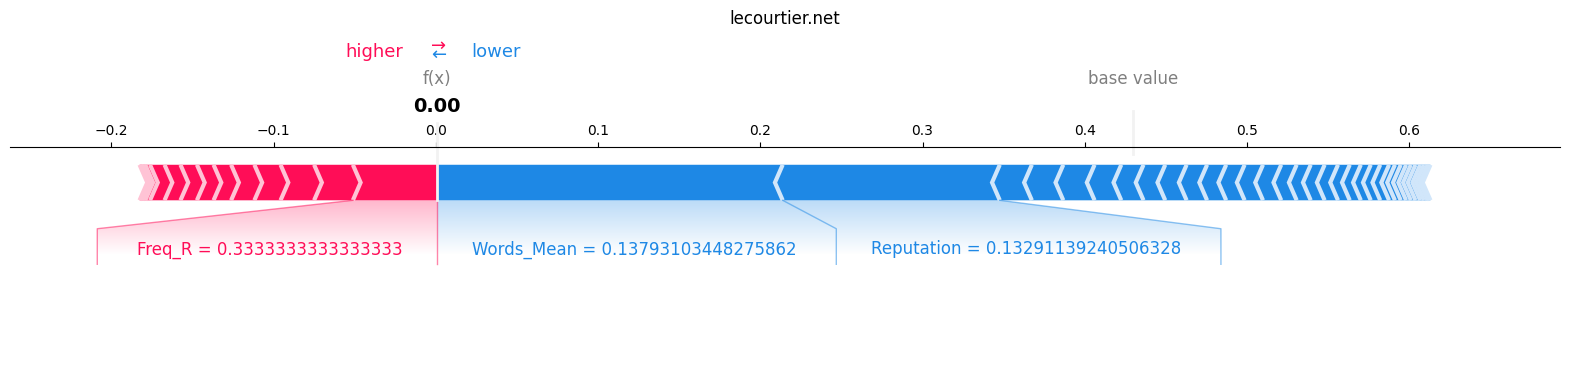 lecourtier.net
higher → ← lower
f(x) base value
0.00
−0.2 −0.1 0.0 0.1 0.2 0.3 0.4 0.5 0.6
Freq_R = 0.3333333333333333 Words_Mean = 0.13793103448275862 Reputation = 0.13291139240506328